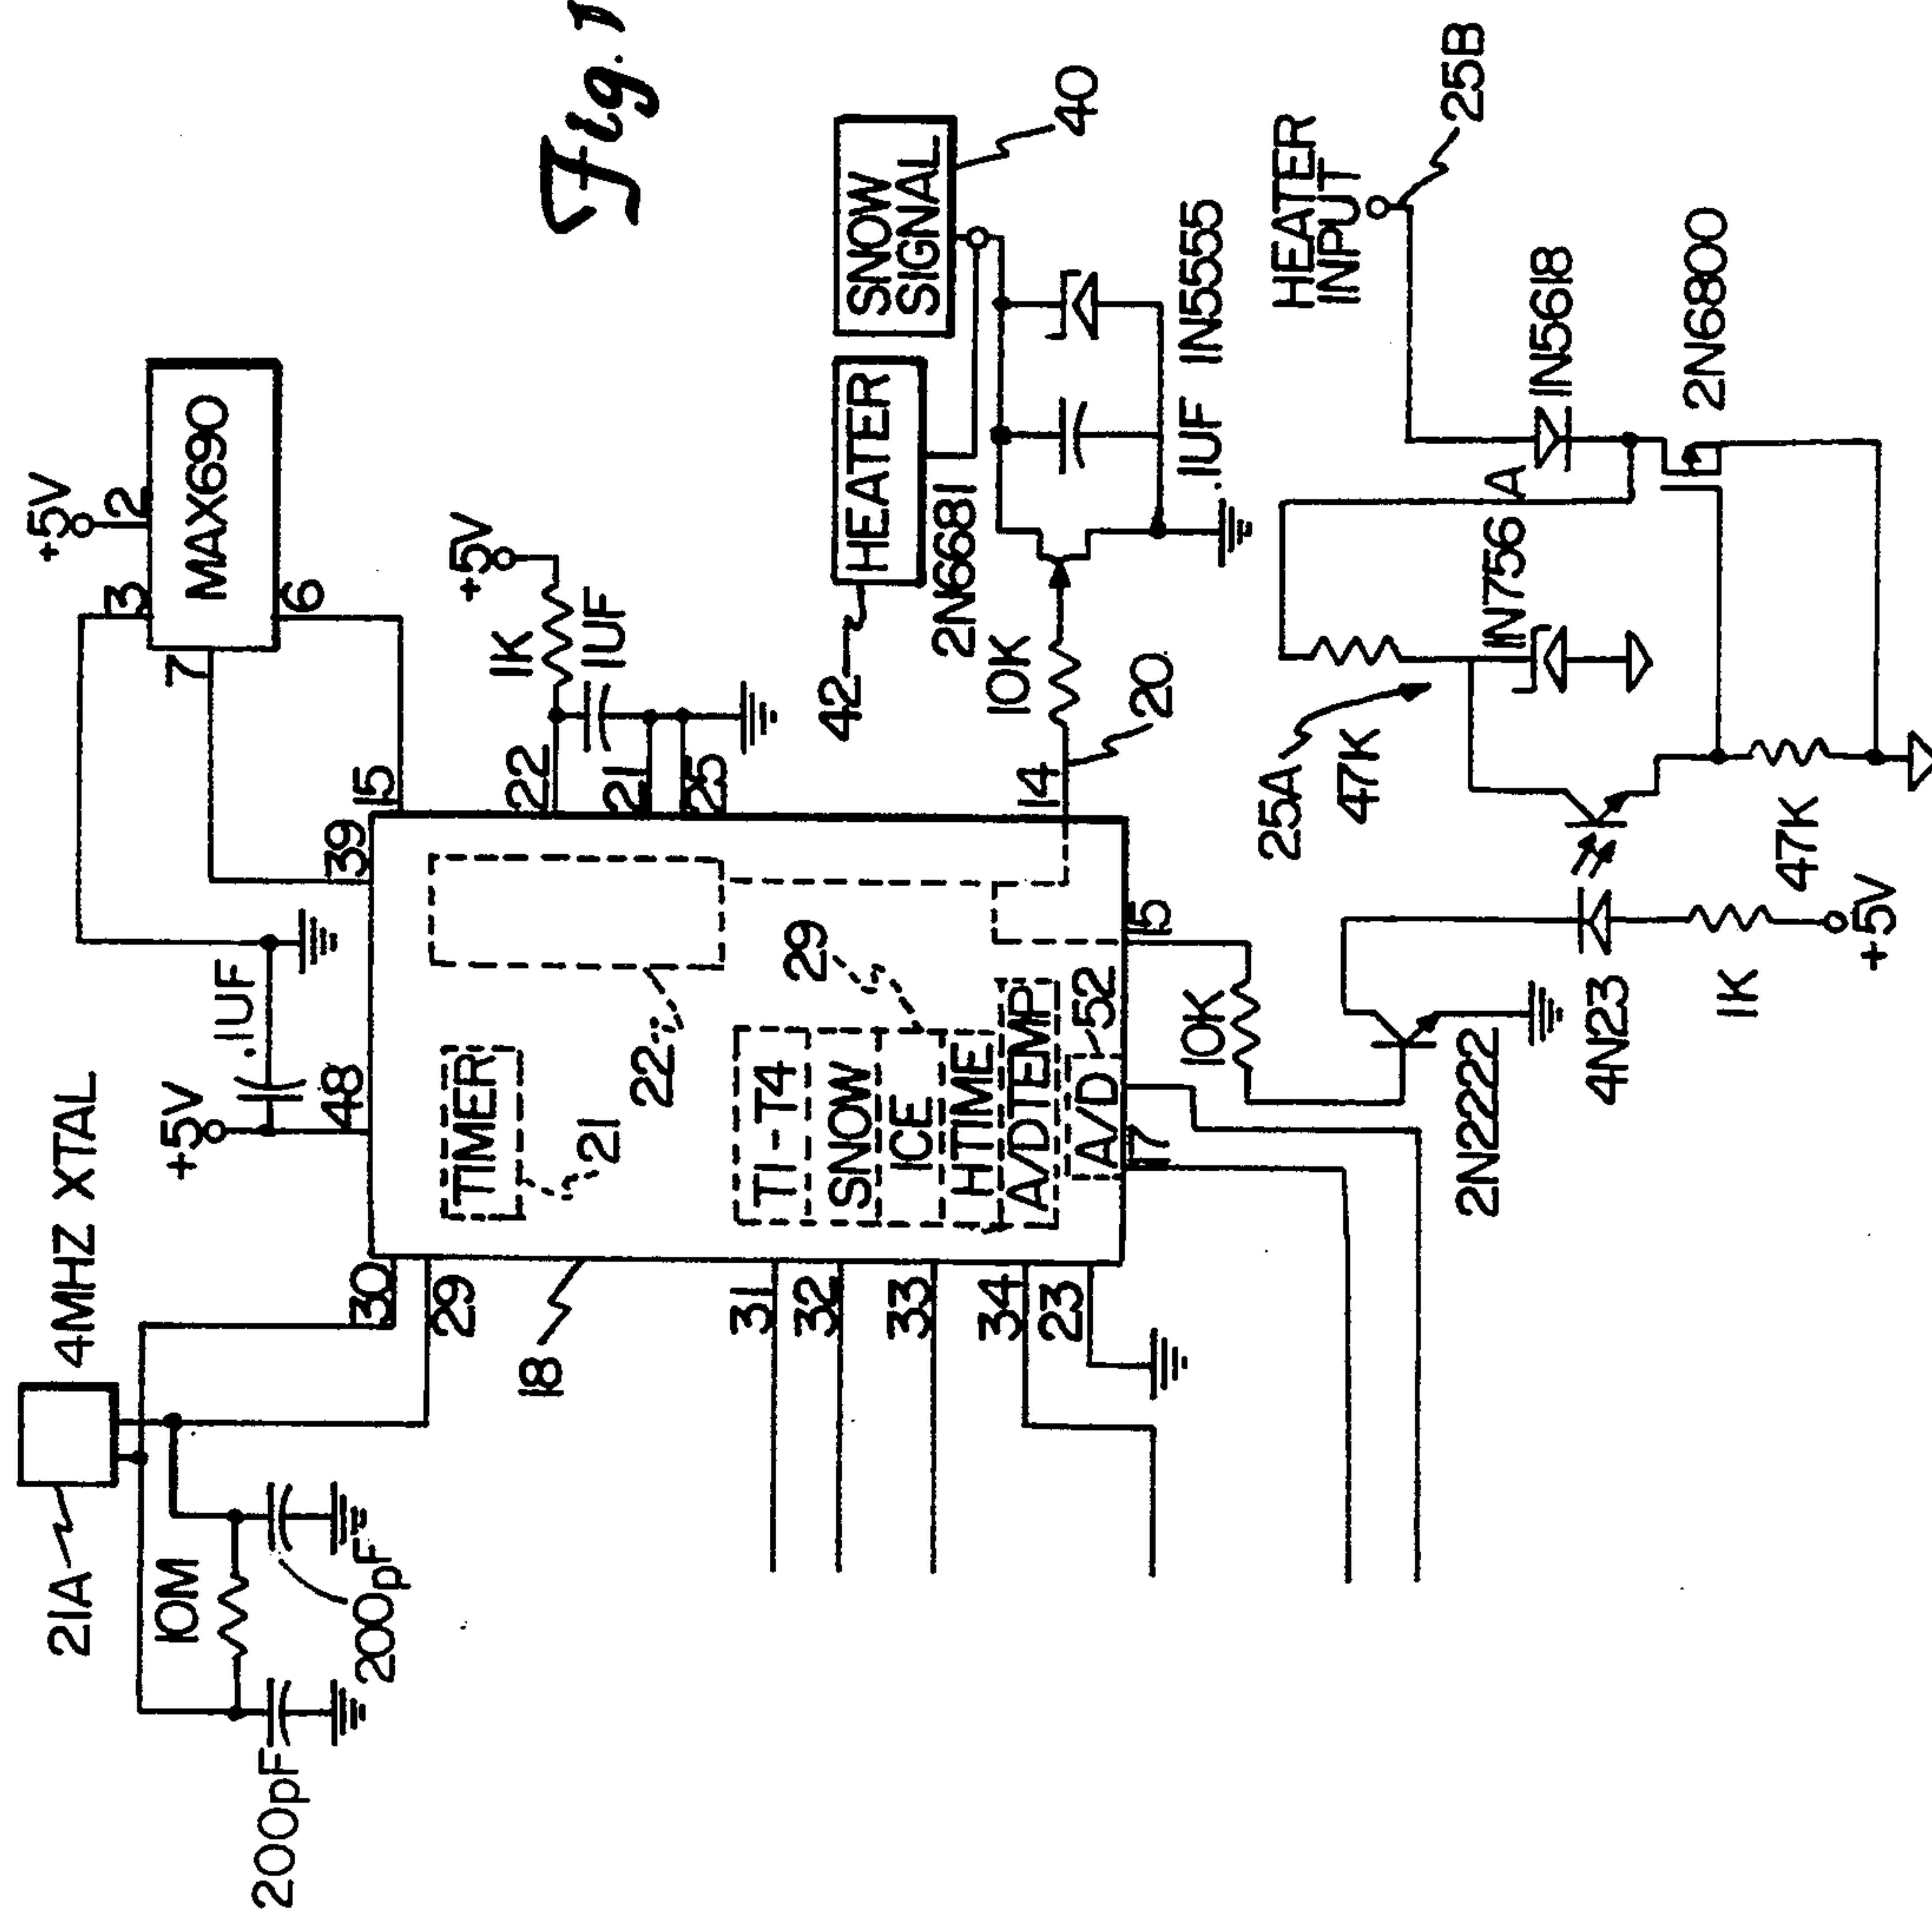 Fig. 1
+5V
2
3
MAX690
7
6
4MHZ XTAL
21A
10M
200pF
200pF
+5V
.1UF
48
39
15
30
29
18
+5V
1K
.1UF
22
21
25
TIMER
21
22
29
T1-T4
SNOW
ICE
HTIME
A/DTEMP
A/D
52
31
32
33
34
23
17
15
14
20
10K
2N6681
42
HEATER
SNOW
SIGNAL
40
.1UF
1N5555
HEATER
INPUT
25B
1N5618
2N6800
1N756A
25A
47K
10K
2N2222
4N23
1K
+5V
47K